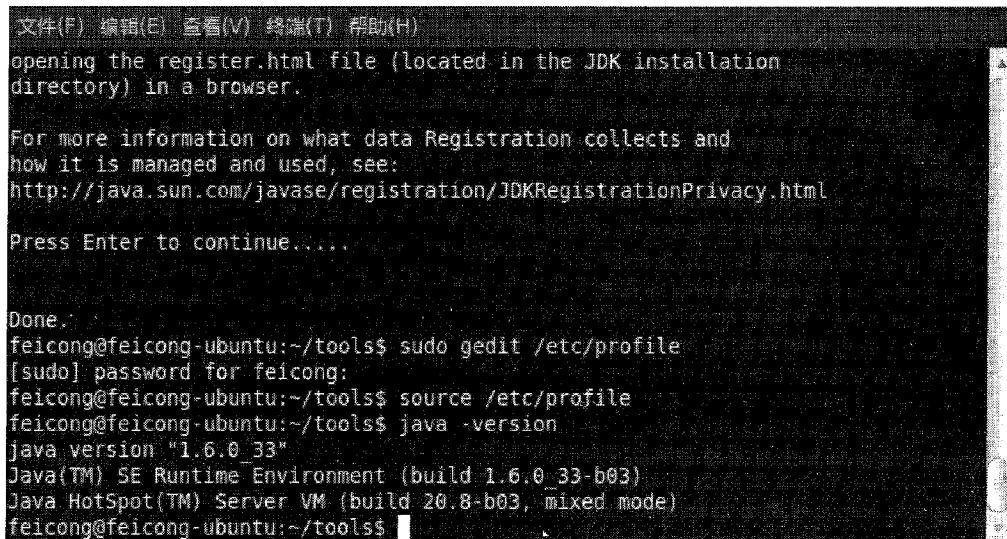 文件(F) 编辑(E) 查看(V) 终端(T) 帮助(H)
opening the register.html file (located in the JDK installation
directory) in a browser.
For more information on what data Registration collects and
how it is managed and used, see:
http://java.sun.com/javase/registration/JDKRegistrationPrivacy.html
Press Enter to continue.....
Done.
feicong@feicong-ubuntu:~/tools$ sudo gedit /etc/profile
[sudo] password for feicong:
feicong@feicong-ubuntu:~/tools$ source /etc/profile
feicong@feicong-ubuntu:~/tools$ java -version
java version "1.6.0_33"
Java(TM) SE Runtime Environment (build 1.6.0_33-b03)
Java HotSpot(TM) Server VM (build 20.8-b03, mixed mode)
feicong@feicong-ubuntu:~/tools$